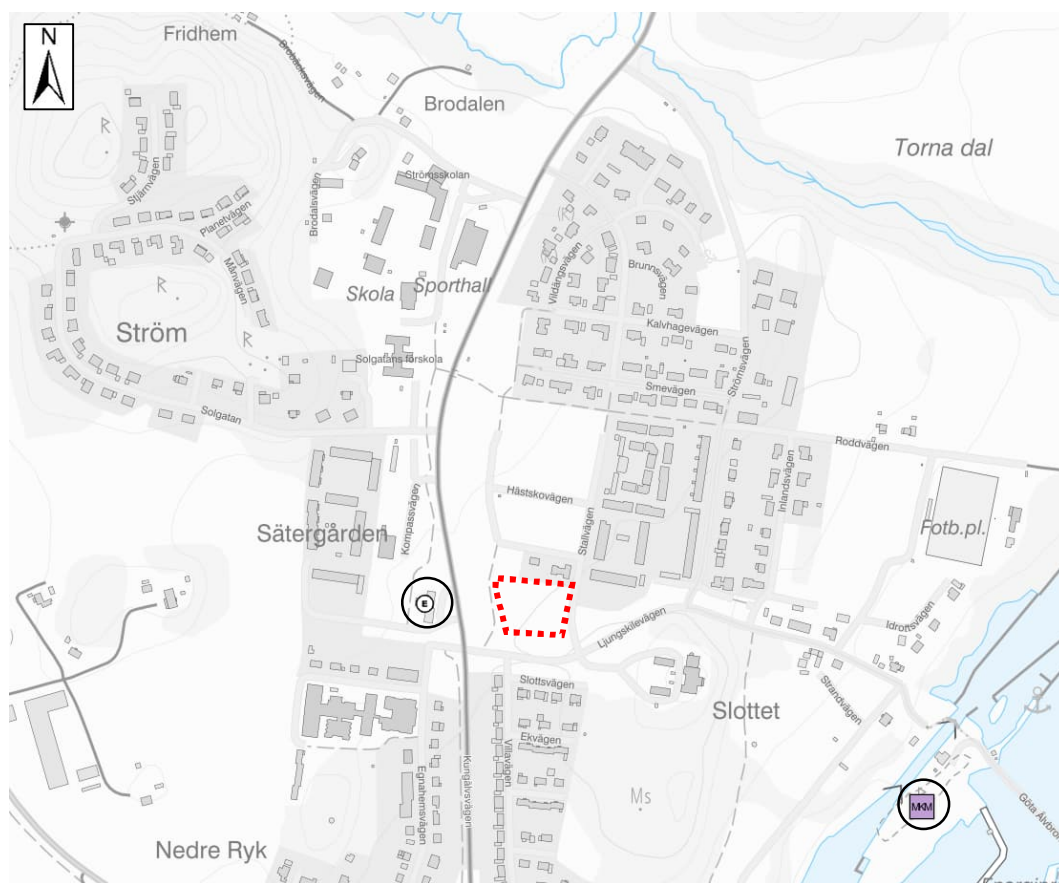 N
Fridhem
Brobäcksvägen
Brodalen
Torna dal
R
Stjärnvägen
Strömsskolan
Brodalsvägen
Planetvägen
Månvägen
R
Skola
Sporthall
Vildängsvägen
Brunnsvägen
(R)
Ström
R
Kalvhagevägen
Solgatans förskola
Smevägen
Strömsvägen
Solgatan
Roddvägen
Kompassvägen
Hästskovägen
Stallvägen
Inlandsvägen
Sätergården
Fotb.pl.
E
Idrottsvägen
Ljungskilevägen
Slottsvägen
Strandvägen
Slottet
Ekvägen
Villavägen
Kungälvsvägen
Egnahemsvägen
Ms
MKM
Nedre Ryk